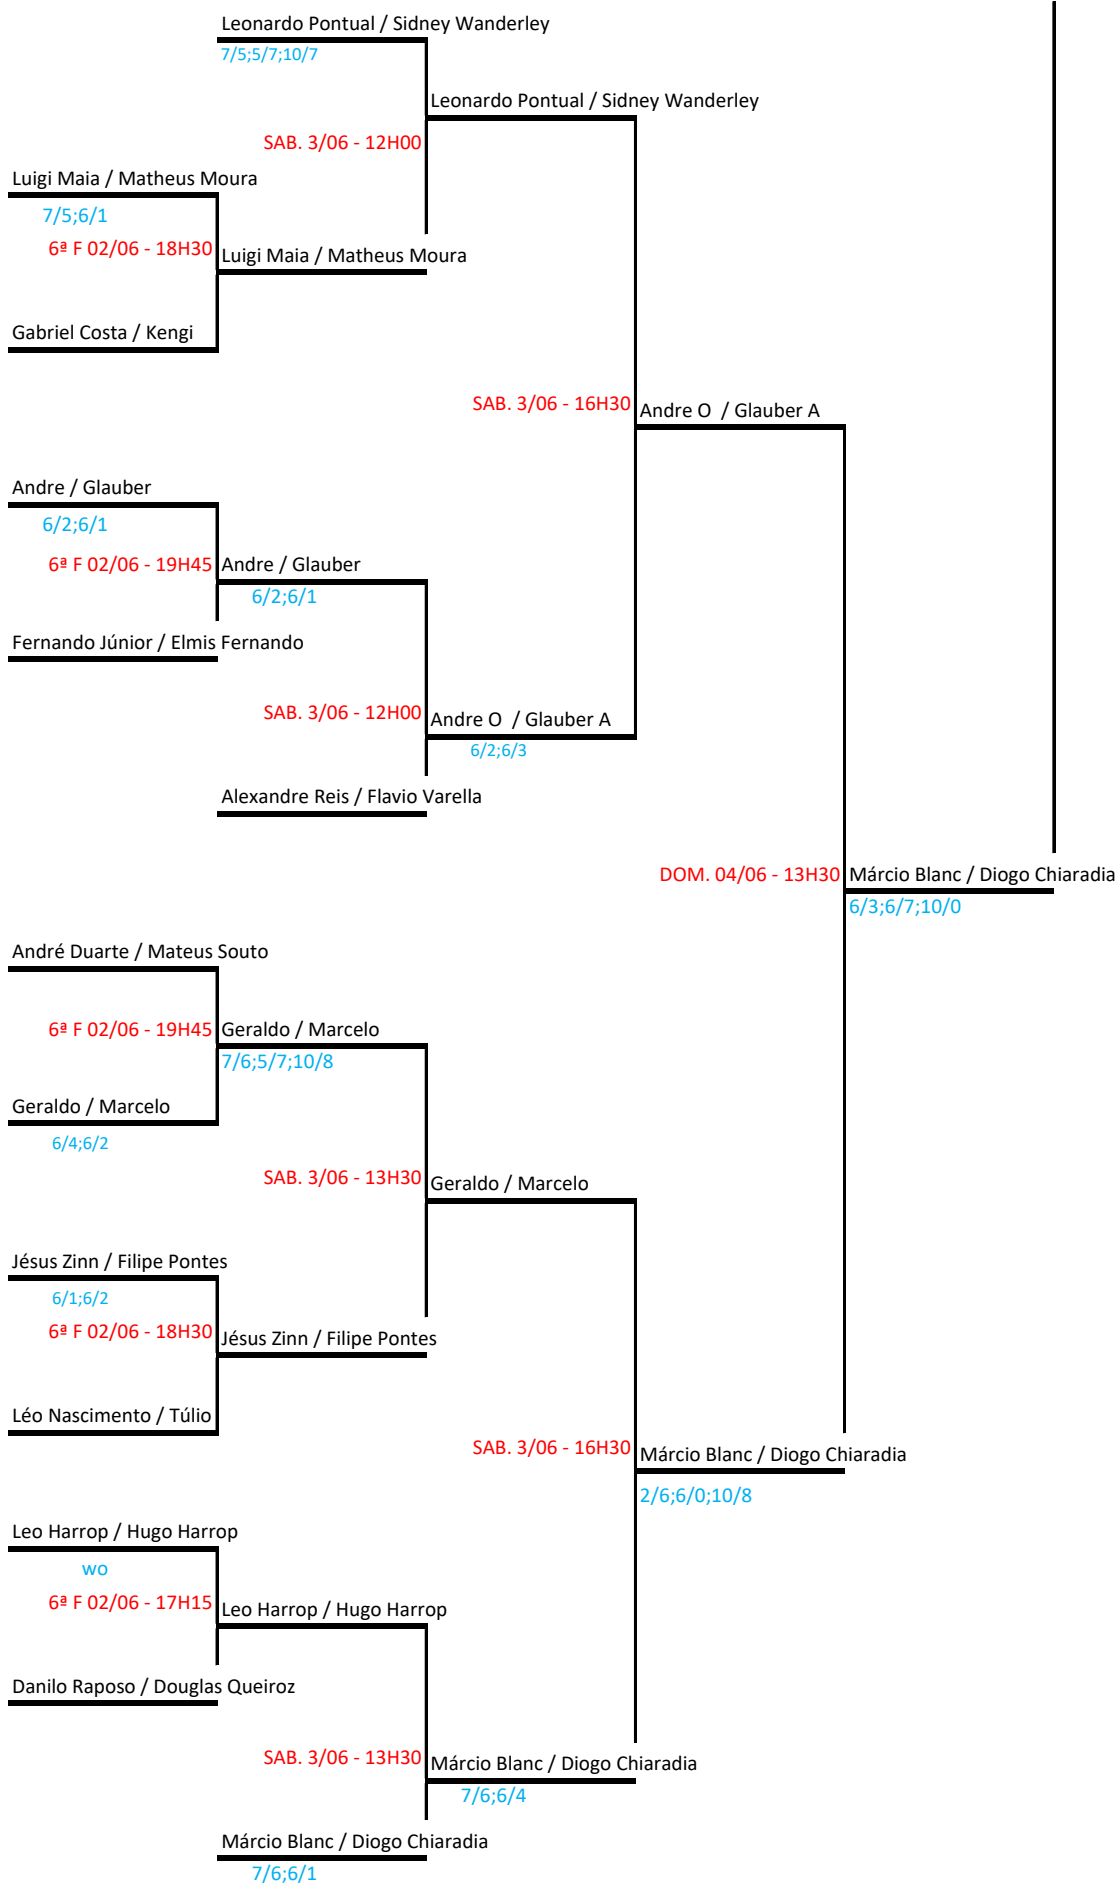 Leonardo Pontual / Sidney Wanderley
7/5;5/7;10/7
Leonardo Pontual / Sidney Wanderley
SAB. 3/06 - 12H00
Luigi Maia / Matheus Moura
7/5;6/1
6ª F 02/06 - 18H30
Luigi Maia / Matheus Moura
Gabriel Costa / Kengi
SAB. 3/06 - 16H30
Andre O / Glauber A
Andre / Glauber
6/2;6/1
6ª F 02/06 - 19H45
Andre / Glauber
6/2;6/1
Fernando Júnior / Elmis Fernando
SAB. 3/06 - 12H00
Andre O / Glauber A
6/2;6/3
Alexandre Reis / Flavio Varella
DOM. 04/06 - 13H30
Márcio Blanc / Diogo Chiaradia
6/3;6/7;10/0
André Duarte / Mateus Souto
6ª F 02/06 - 19H45
Geraldo / Marcelo
7/6;5/7;10/8
Geraldo / Marcelo
6/4;6/2
SAB. 3/06 - 13H30
Geraldo / Marcelo
Jésus Zinn / Filipe Pontes
6/1;6/2
6ª F 02/06 - 18H30
Jésus Zinn / Filipe Pontes
Léo Nascimento / Túlio
SAB. 3/06 - 16H30
Márcio Blanc / Diogo Chiaradia
2/6;6/0;10/8
Leo Harrop / Hugo Harrop
wo
6ª F 02/06 - 17H15
Leo Harrop / Hugo Harrop
Danilo Raposo / Douglas Queiroz
SAB. 3/06 - 13H30
Márcio Blanc / Diogo Chiaradia
7/6;6/4
Márcio Blanc / Diogo Chiaradia
7/6;6/1